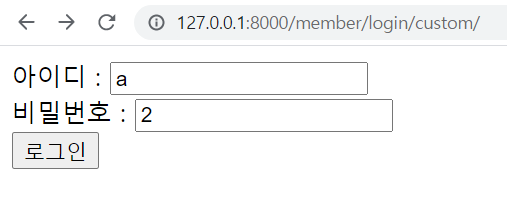 127.0.0.1:8000/member/login/custom/
아이디 : a
비밀번호 : 2
로그인